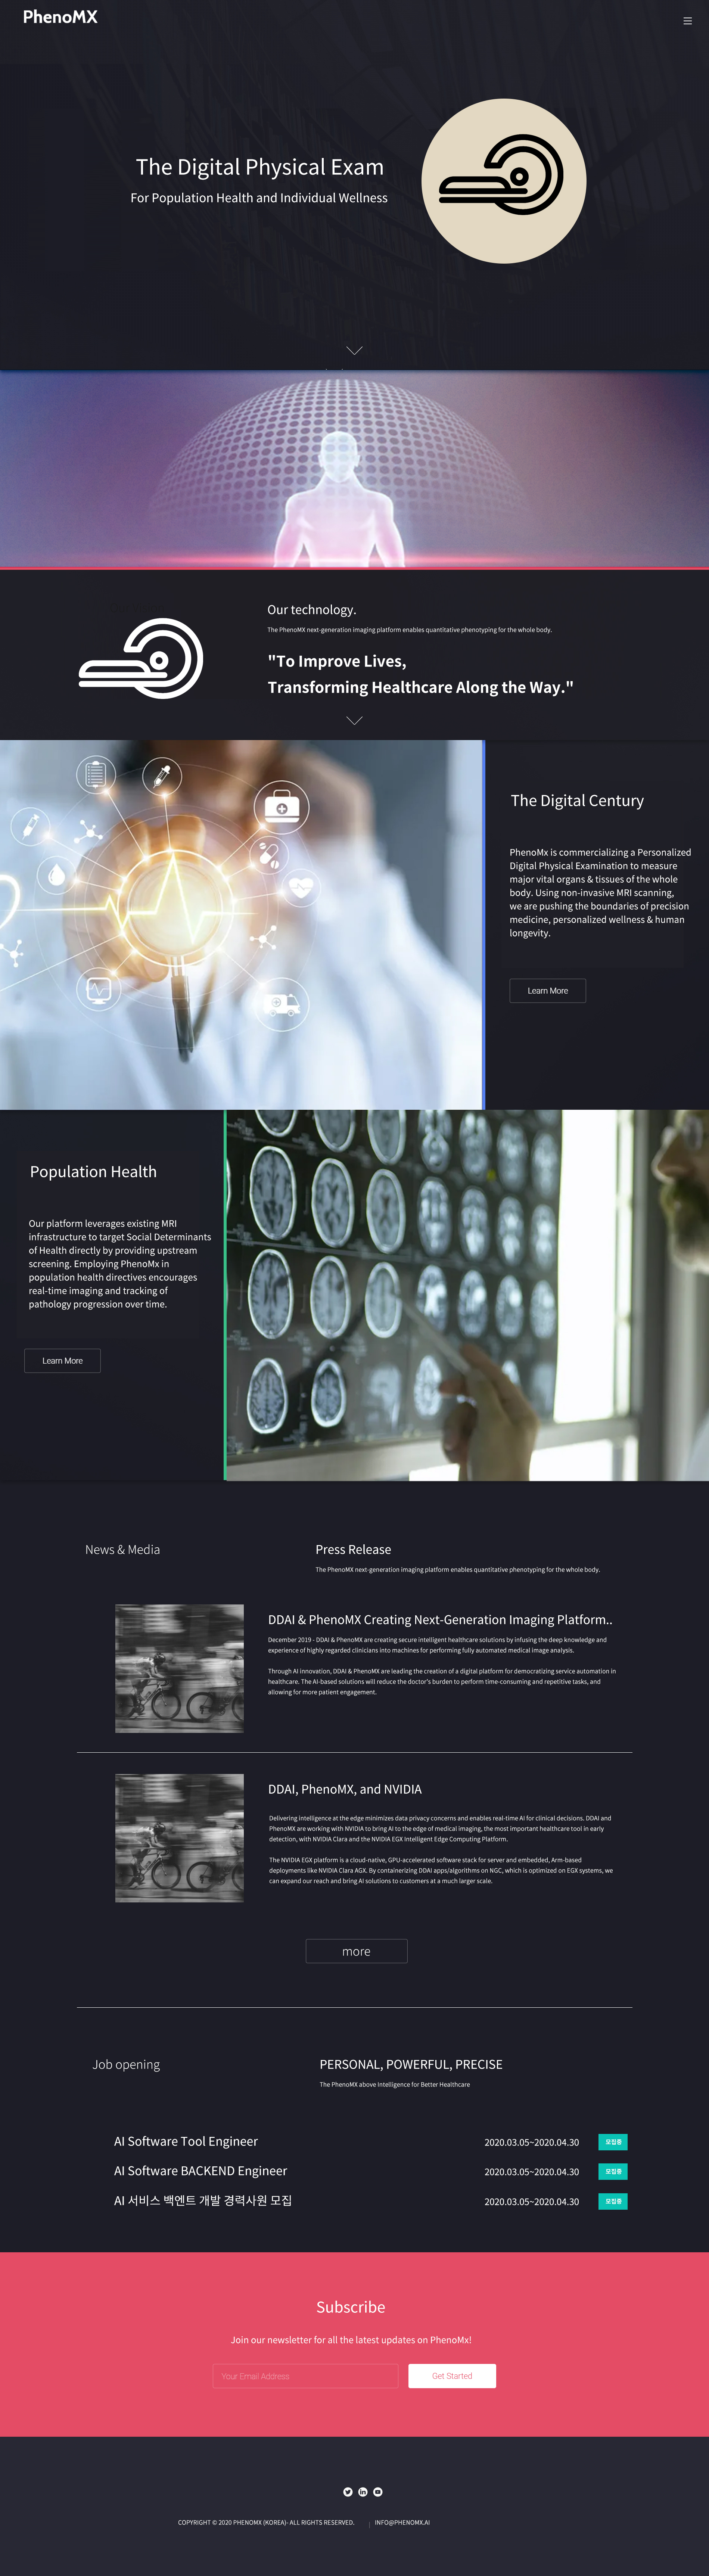 PhenoMX
The Digital Physical Exam
For Population Health and Individual Wellness
Our technology.
The PhenoMX next-generation imaging platform enables quantitative phenotyping for the whole body.
"To Improve Lives,
Transforming Healthcare Along the Way."
The Digital Century
PhenoMx is commercializing a Personalized
Digital Physical Examination to measure
major vital organs & tissues of the whole
body. Using non-invasive MRI scanning,
we are pushing the boundaries of precision
medicine, personalized wellness & human
longevity.
Learn More
Population Health
Our platform leverages existing MRI
infrastructure to target Social Determinants
of Health directly by providing upstream
screening. Employing PhenoMx in
population health directives encourages
real-time imaging and tracking of
pathology progression over time.
Learn More
News & Media
Press Release
The PhenoMX next-generation imaging platform enables quantitative phenotyping for the whole body.
DDAI & PhenoMX Creating Next-Generation Imaging Platform..
December 2019 - DDAI & PhenoMX are creating secure intelligent healthcare solutions by infusing the deep knowledge and
experience of highly regarded clinicians into machines for performing fully automated medical image analysis.
Through AI innovation, DDAI & PhenoMX are leading the creation of a digital platform for democratizing service automation in
healthcare. The AI-based solutions will reduce the doctor's burden to perform time-consuming and repetitive tasks, and
allowing for more patient engagement.
DDAI, PhenoMX, and NVIDIA
Delivering Intelligence at the edge minimizes data privacy concerns and enables real-time AI for clinical decisions. DDAI and
PhenoMX are working with NVIDIA to bring AI to the edge of medical imaging, the most important healthcare tool in early
detection, with NVIDIA Clara and the NVIDIA EGX Intelligent Edge Computing Platform.
The NVIDIA EGX platform is a cloud-native, GPU-accelerated software stack for server and embedded, Arm-based
deployments like NVIDIA Clara AGX. By containerizing DDAI apps/algorithms on NGC, which is optimized on EGX systems, we
can expand our reach and bring AI solutions to customers at a much larger scale.
more
Job opening
PERSONAL, POWERFUL, PRECISE
The PhenoMX above Intelligence for Better Healthcare
AI Software Tool Engineer 2020.03.05~2020.04.30 모집중
AI Software BACKEND Engineer 2020.03.05~2020.04.30 모집중
AI 서비스 백엔트 개발 경력사원 모집 2020.03.05~2020.04.30 모집중
Subscribe
Join our newsletter for all the latest updates on PhenoMx!
Your Email Address
Get Started
COPYRIGHT © 2020 PHENOMX (KOREA)- ALL RIGHTS RESERVED. | INFO@PHENOMX.AI